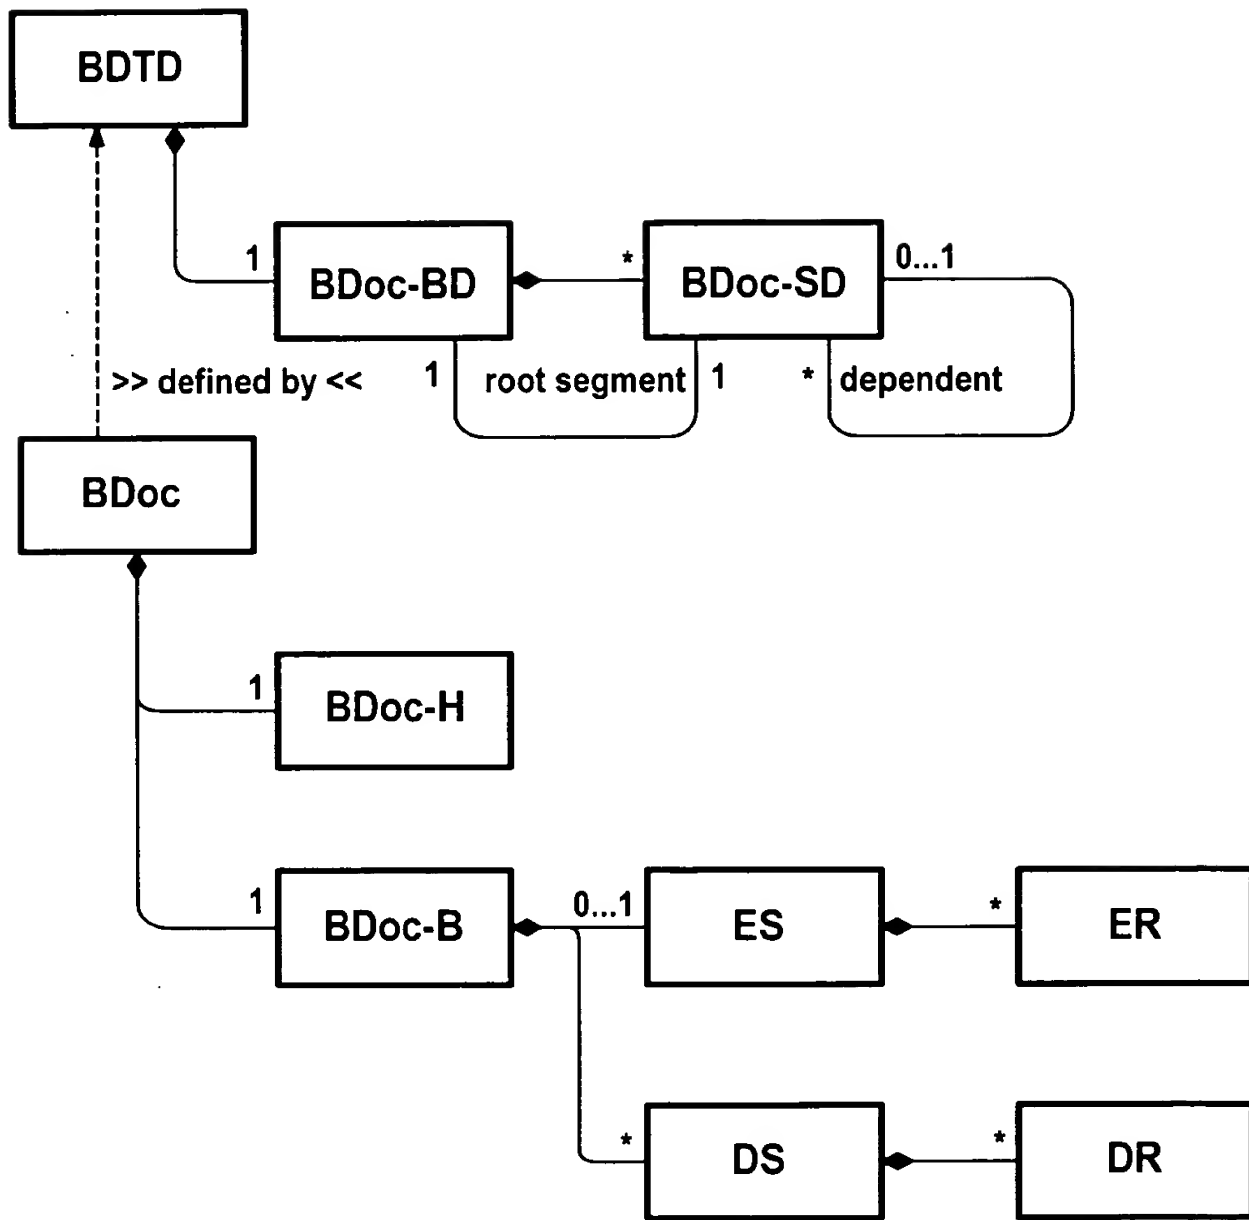 BDTD
1
BDoc-BD
*
BDoc-SD
0...1
>> defined by <<
1
root segment
1
*
dependent
BDoc
1
BDoc-H
1
BDoc-B
0...1
ES
*
ER
*
DS
*
DR